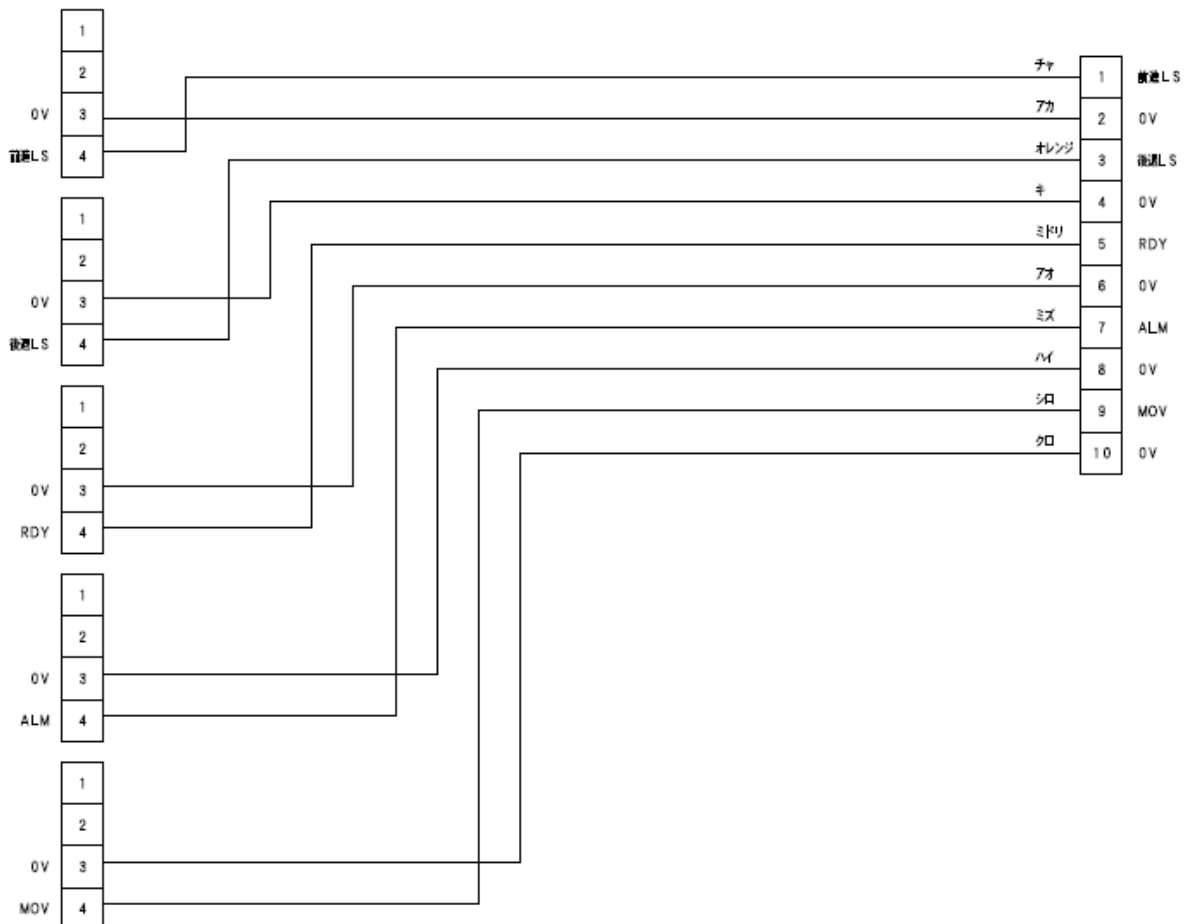 1
2
0V 3
前進LS 4
1
2
0V 3
後退LS 4
1
2
0V 3
RDY 4
1
2
0V 3
ALM 4
1
2
0V 3
MOV 4
チャ 1 前進LS
アカ 2 0V
オレンジ 3 後退LS
キ 4 0V
ミドリ 5 RDY
アオ 6 0V
ミズ 7 ALM
ハイ 8 0V
シロ 9 MOV
クロ 10 0V